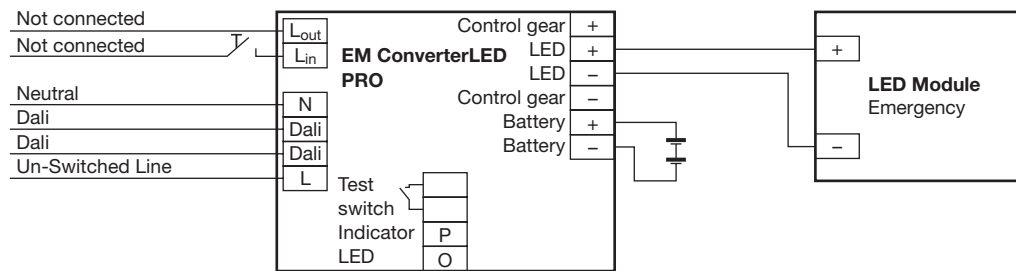 Not connected
Not connected
Neutral
Dali
Dali
Un-Switched Line
L out
L in
N
Dali
Dali
L
EM ConverterLED
PRO
Test
switch
Indicator
LED
P
O
Control gear +
LED +
LED –
Control gear –
Battery +
Battery –
+
–
LED Module
Emergency